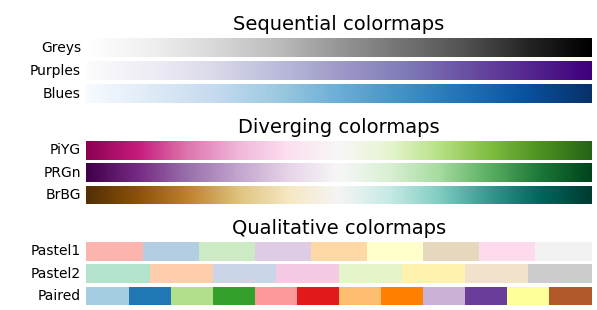 Sequential colormaps
Greys
Purples
Blues
Diverging colormaps
PiYG
PRGn
BrBG
Qualitative colormaps
Pastel1
Pastel2
Paired